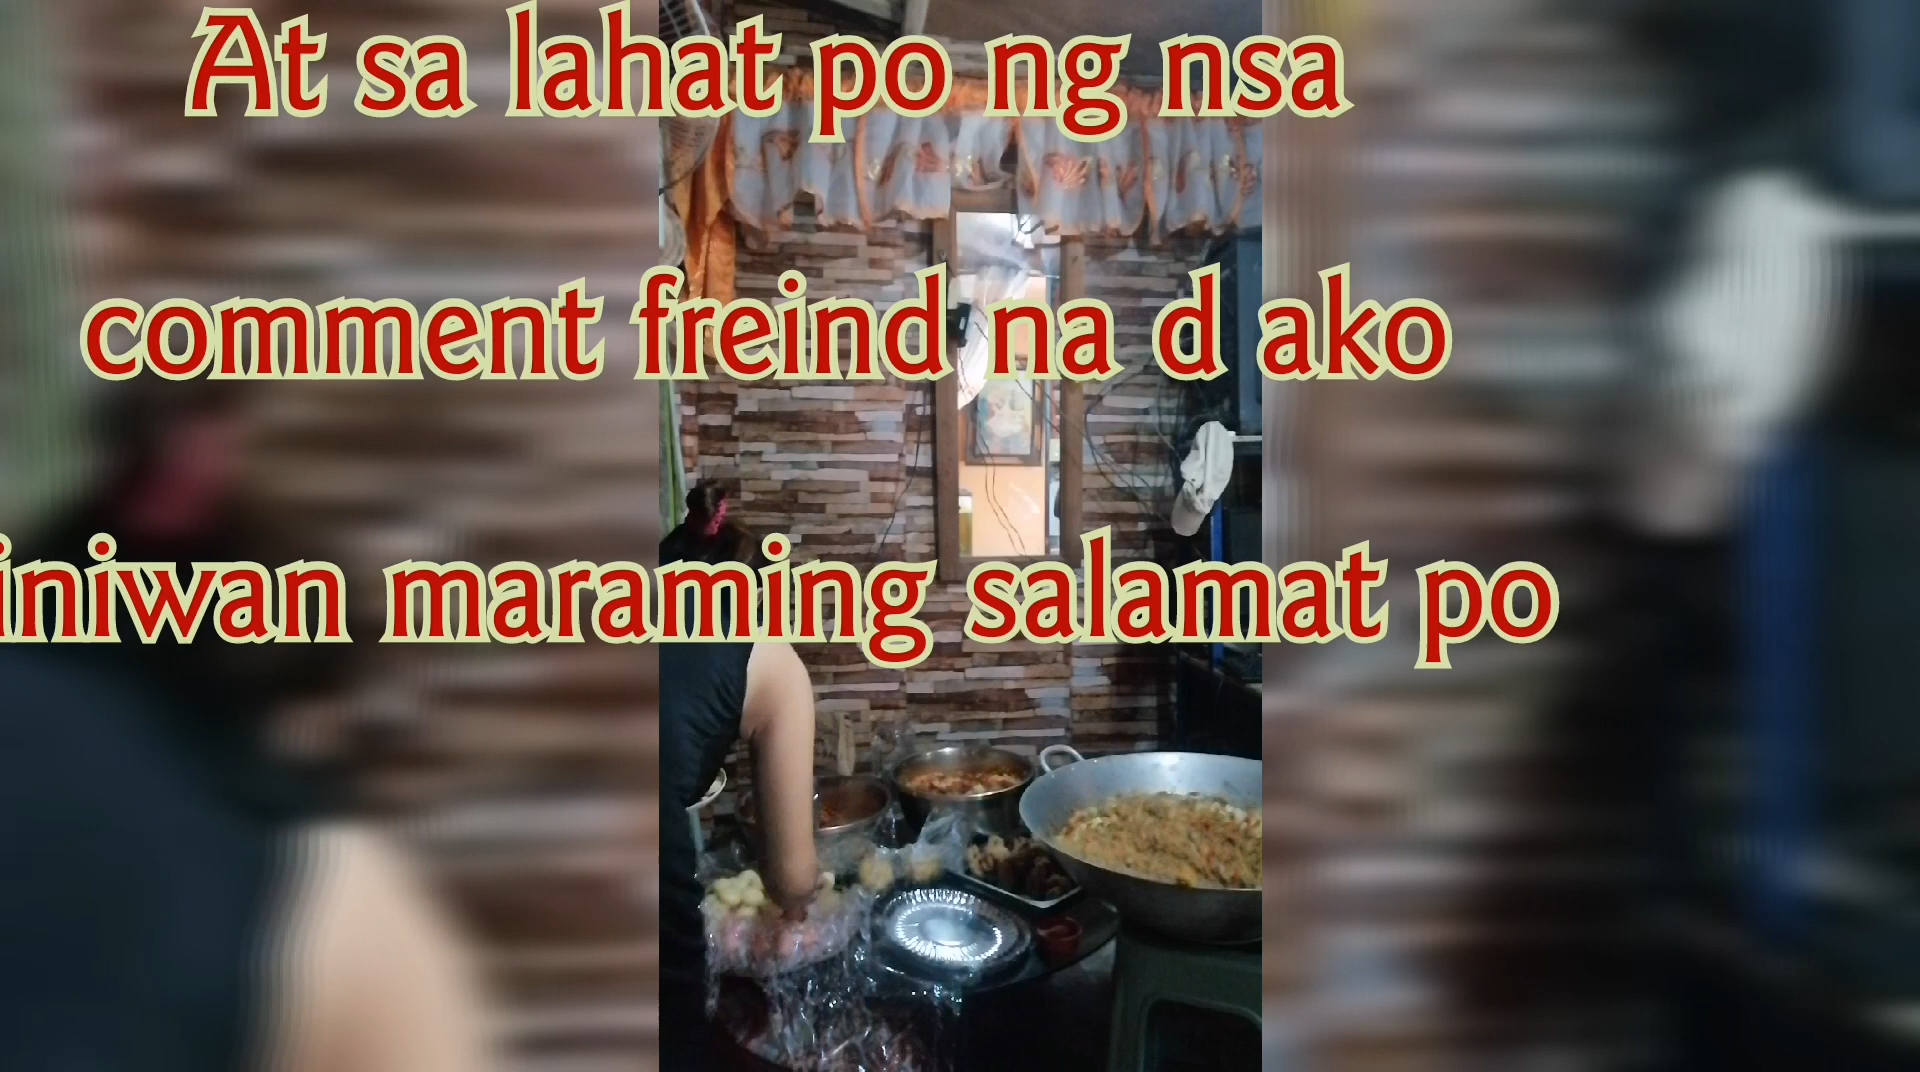 At sa lahat po ng nsa
comment freind na d ako
iniwan maraming salamat po